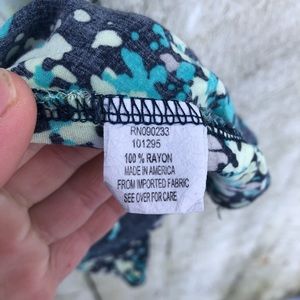 RN090233
101295
100% RAYON
MADE IN AMERICA
FROM IMPORTED FABRIC
SEE OVER FOR CARE